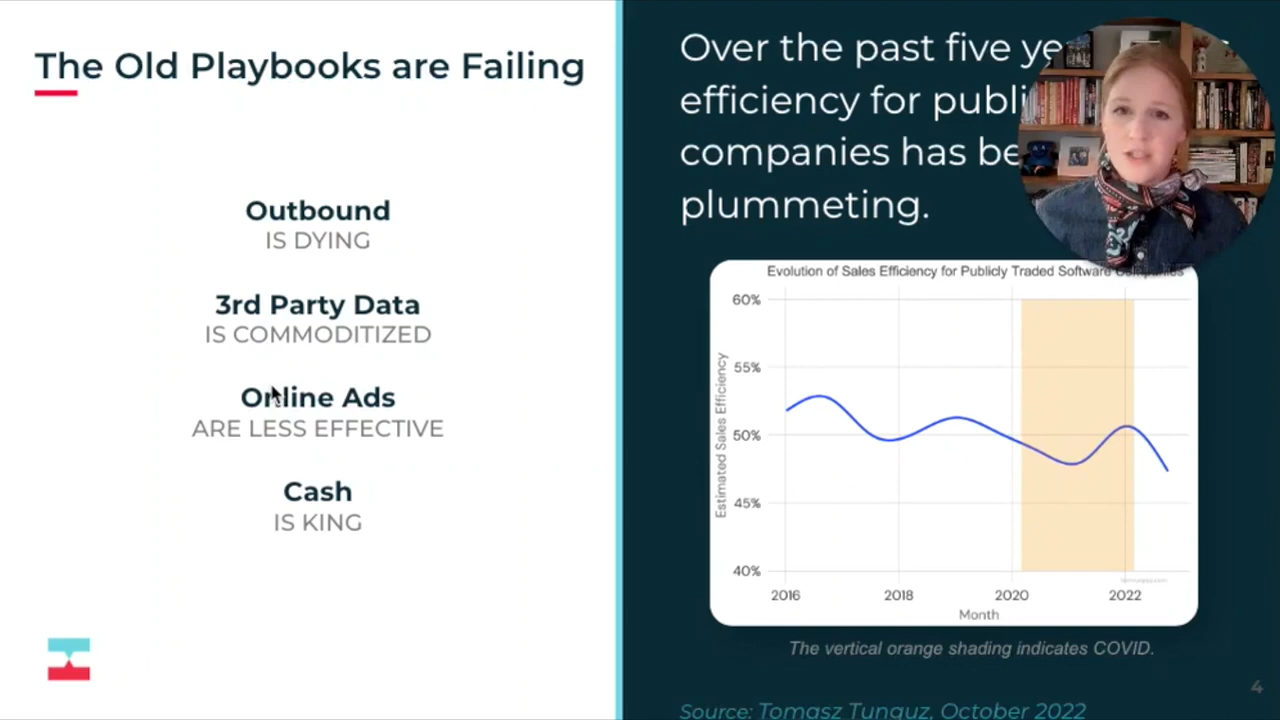 The Old Playbooks are Failing
Outbound
IS DYING
3rd Party Data
IS COMMODITIZED
Online Ads
ARE LESS EFFECTIVE
Cash
IS KING
Over the past five
efficiency for
companies has
plummeting.
Evolution of Sales Efficiency for Publicly Traded Software Companies
60%
55%
50%
45%
40%
Estimated Sales Efficiency
2016
2018
2020
2022
Month
The vertical orange shading indicates COVID.
Source: Tomasz Tunguz, October 2022
4